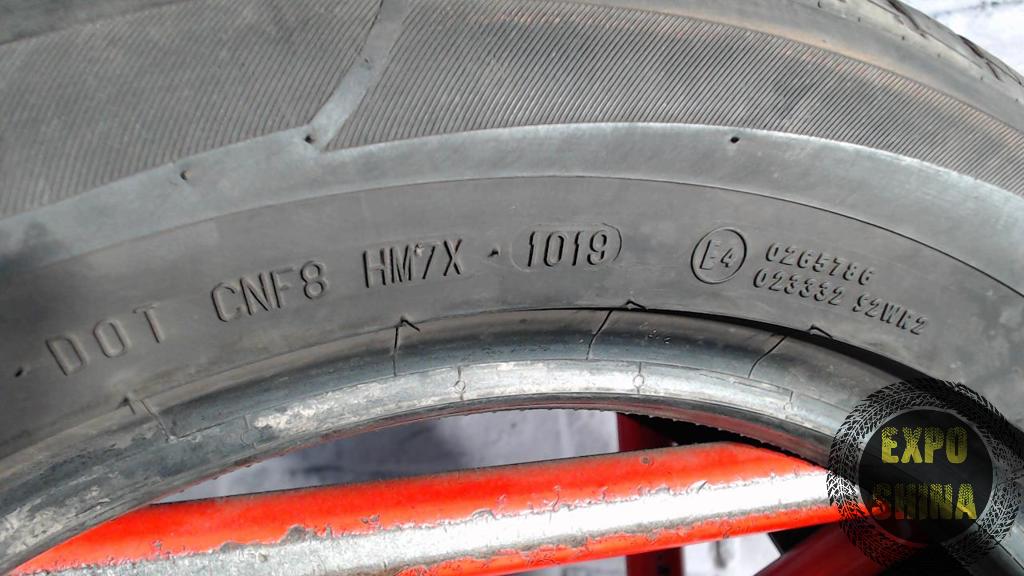 DOT CNF8 HM7X · 1019
E4
0265786
023332 S2WR2
EXPO
SHINA